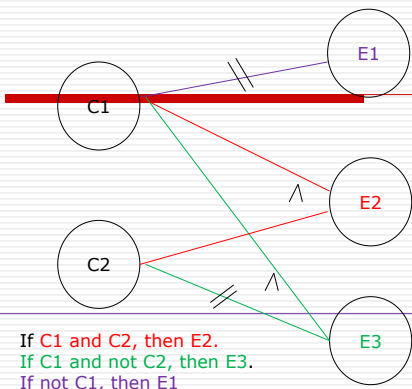 E1
C1
E2
C2
E3
If C1 and C2, then E2.
If C1 and not C2, then E3.
If not C1, then E1